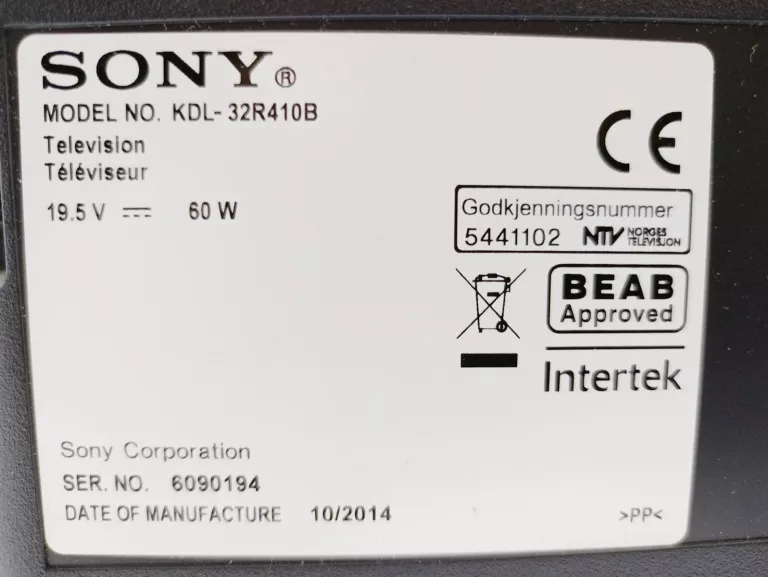 SONY®
MODEL NO. KDL-32R410B
Television
Téléviseur
19.5 V ⎓ 60 W
CE
Godkjenningsnummer
5441102 NTV NORGES TELEVISJON
BEAB
Approved
Intertek
Sony Corporation
SER. NO. 6090194
DATE OF MANUFACTURE 10/2014
>PP<